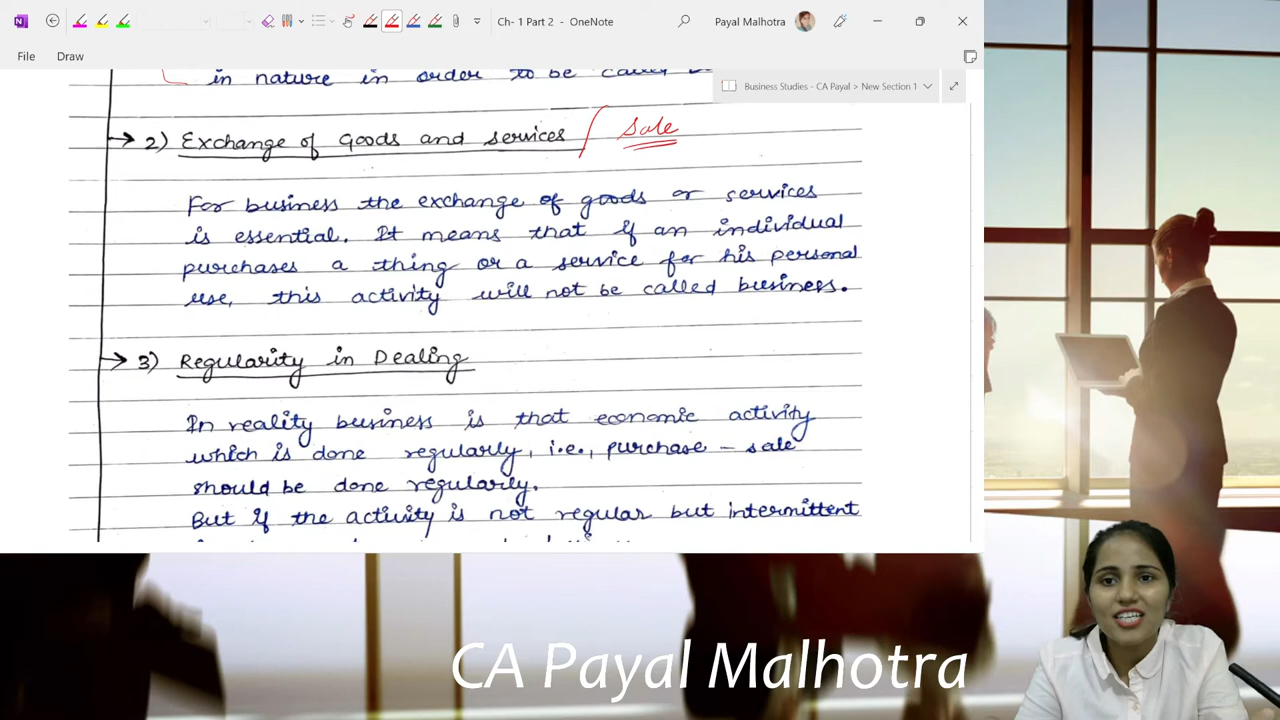 Ch- 1 Part 2 - OneNote
Payal Malhotra
File
Draw
in nature in order to be called
Business Studies - CA Payal > New Section 1
2) Exchange of Goods and services
Sale
For business the exchange of goods or services
is essential. It means that if an individual
purchases a thing or a service for his personal
use, this activity will not be called business.
3) Regularity in Dealing
In reality business is that economic activity
which is done regularly, i.e., purchase - sale
should be done regularly.
But if the activity is not regular but intermittent
CA Payal Malhotra